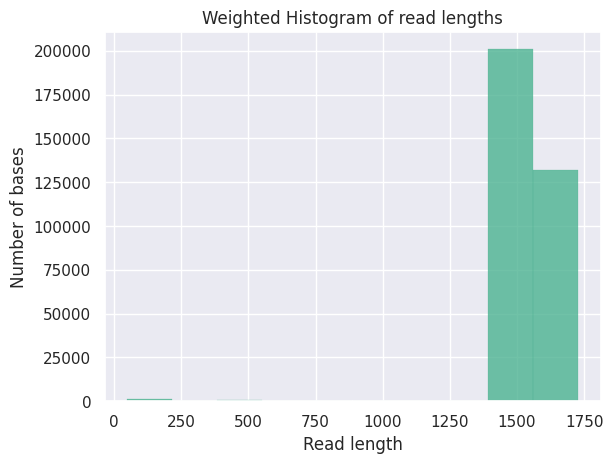 Weighted Histogram of read lengths
Number of bases
200000
175000
150000
125000
100000
75000
50000
25000
0
0 250 500 750 1000 1250 1500 1750
Read length